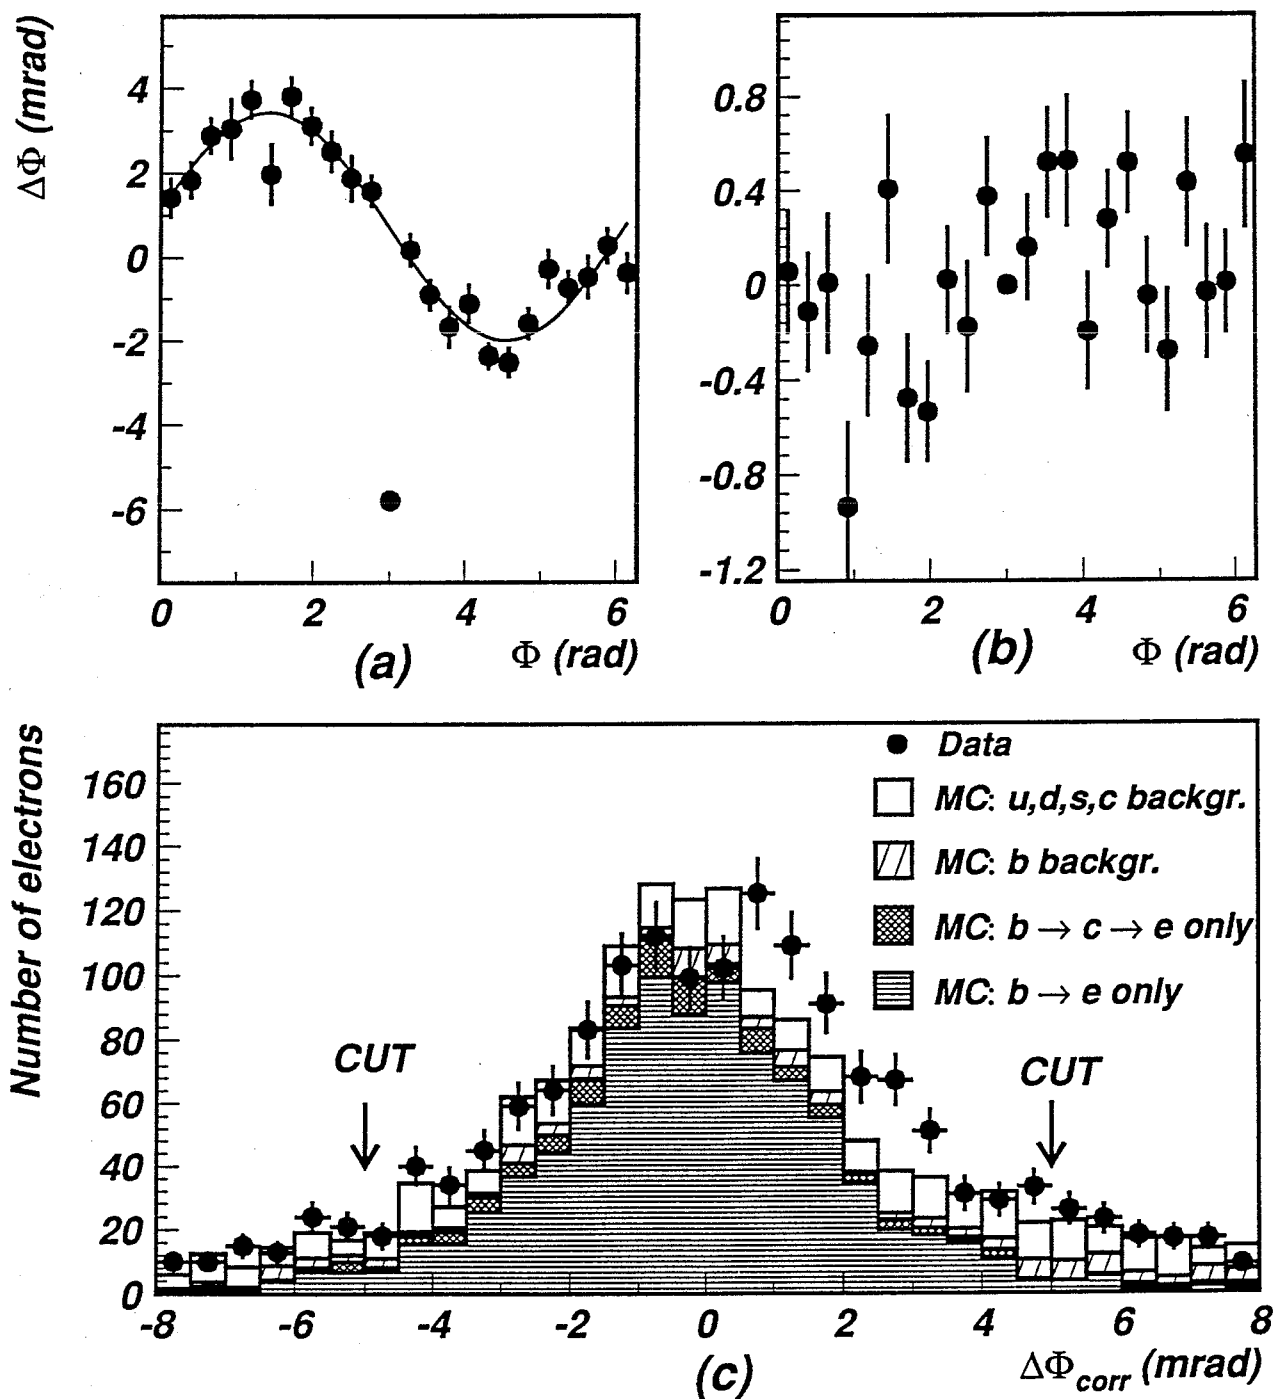 ΔΦ (mrad)
4
2
0
-2
-4
-6
0 2 4 6
(a) Φ (rad)
0.8
0.4
0
-0.4
-0.8
-1.2
0 2 4 6
(b) Φ (rad)
Number of electrons
160
140
120
100
80
60
40
20
0
Data
MC: u,d,s,c backgr.
MC: b backgr.
MC: b → c → e only
MC: b → e only
CUT
CUT
-8 -6 -4 -2 0 2 4 6 8
(c) ΔΦcorr (mrad)